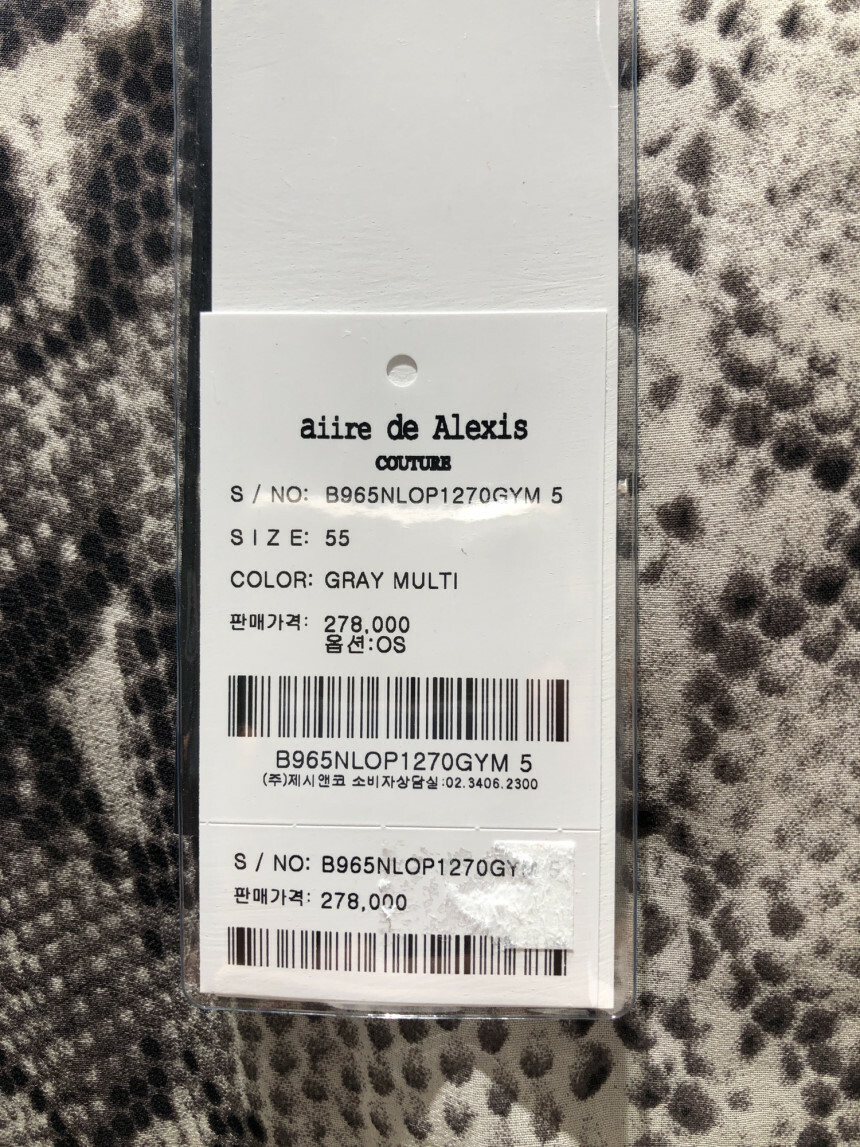 aiire de Alexis
COUTURE
S / NO: B965NLOP1270GYM 5
S I Z E: 55
COLOR: GRAY MULTI
판매가격: 278,000
옵션:OS
B965NLOP1270GYM 5
(주)제시앤코 소비자상담실:02.3406.2300
S / NO: B965NLOP1270GYM 5
판매가격: 278,000